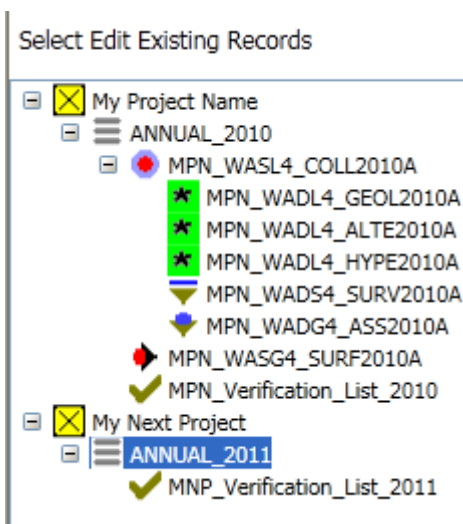 Select Edit Existing Records
My Project Name
ANNUAL_2010
MPN_WASL4_COLL2010A
MPN_WADL4_GEOL2010A
MPN_WADL4_ALTE2010A
MPN_WADL4_HYPE2010A
MPN_WADS4_SURV2010A
MPN_WADG4_ASS2010A
MPN_WASG4_SURF2010A
MPN_Verification_List_2010
My Next Project
ANNUAL_2011
MNP_Verification_List_2011